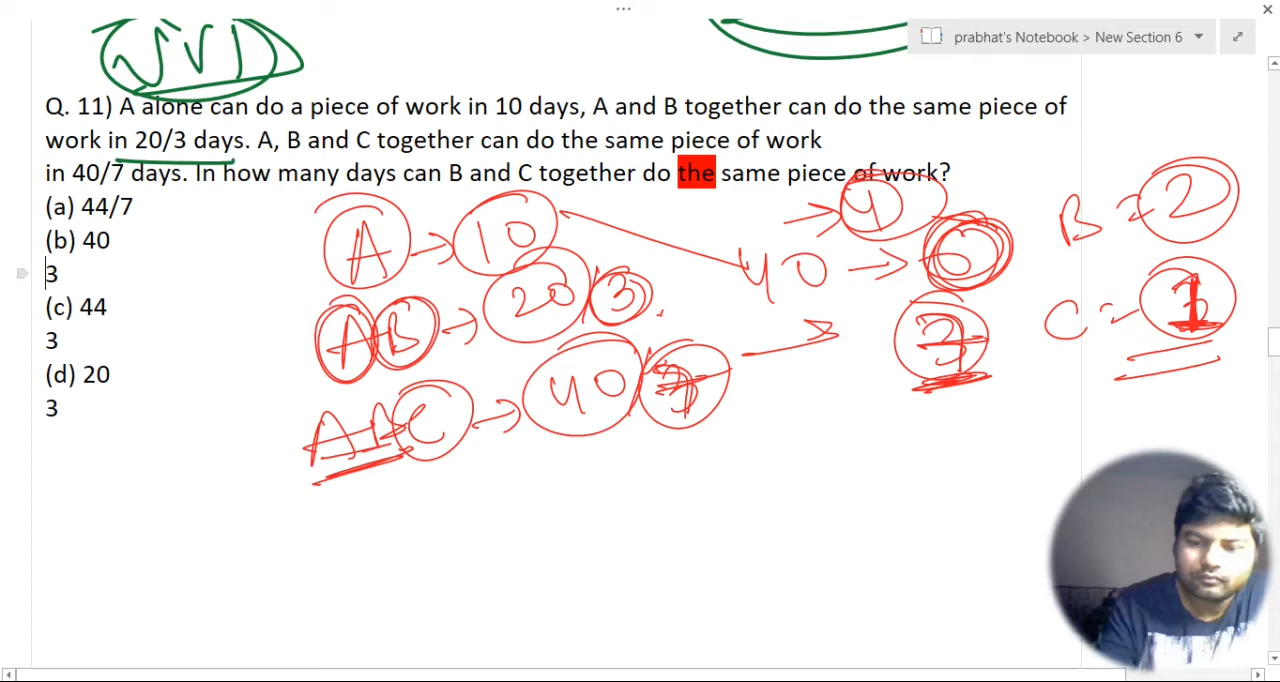 prabhat's Notebook > New Section 6
Q. 11) A alone can do a piece of work in 10 days, A and B together can do the same piece of
work in 20/3 days. A, B and C together can do the same piece of work
in 40/7 days. In how many days can B and C together do the same piece of work?
(a) 44/7
(b) 40
3
(c) 44
3
(d) 20
3
A → 10
AB → 20/3
C → 40/7
40
→ 4
→ 6
→ 7
B = 2
C = 1